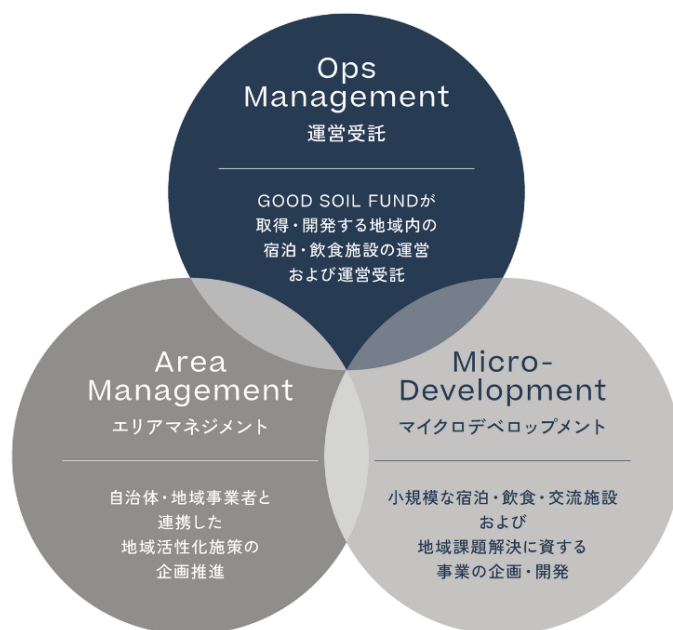 Ops
Management
運営受託
GOOD SOIL FUNDが
取得・開発する地域内の
宿泊・飲食施設の運営
および運営受託
Area
Management
エリアマネジメント
自治体・地域事業者と
連携した
地域活性化施策の
企画推進
Micro-
Development
マイクロデベロップメント
小規模な宿泊・飲食・交流施設
および
地域課題解決に資する
事業の企画・開発